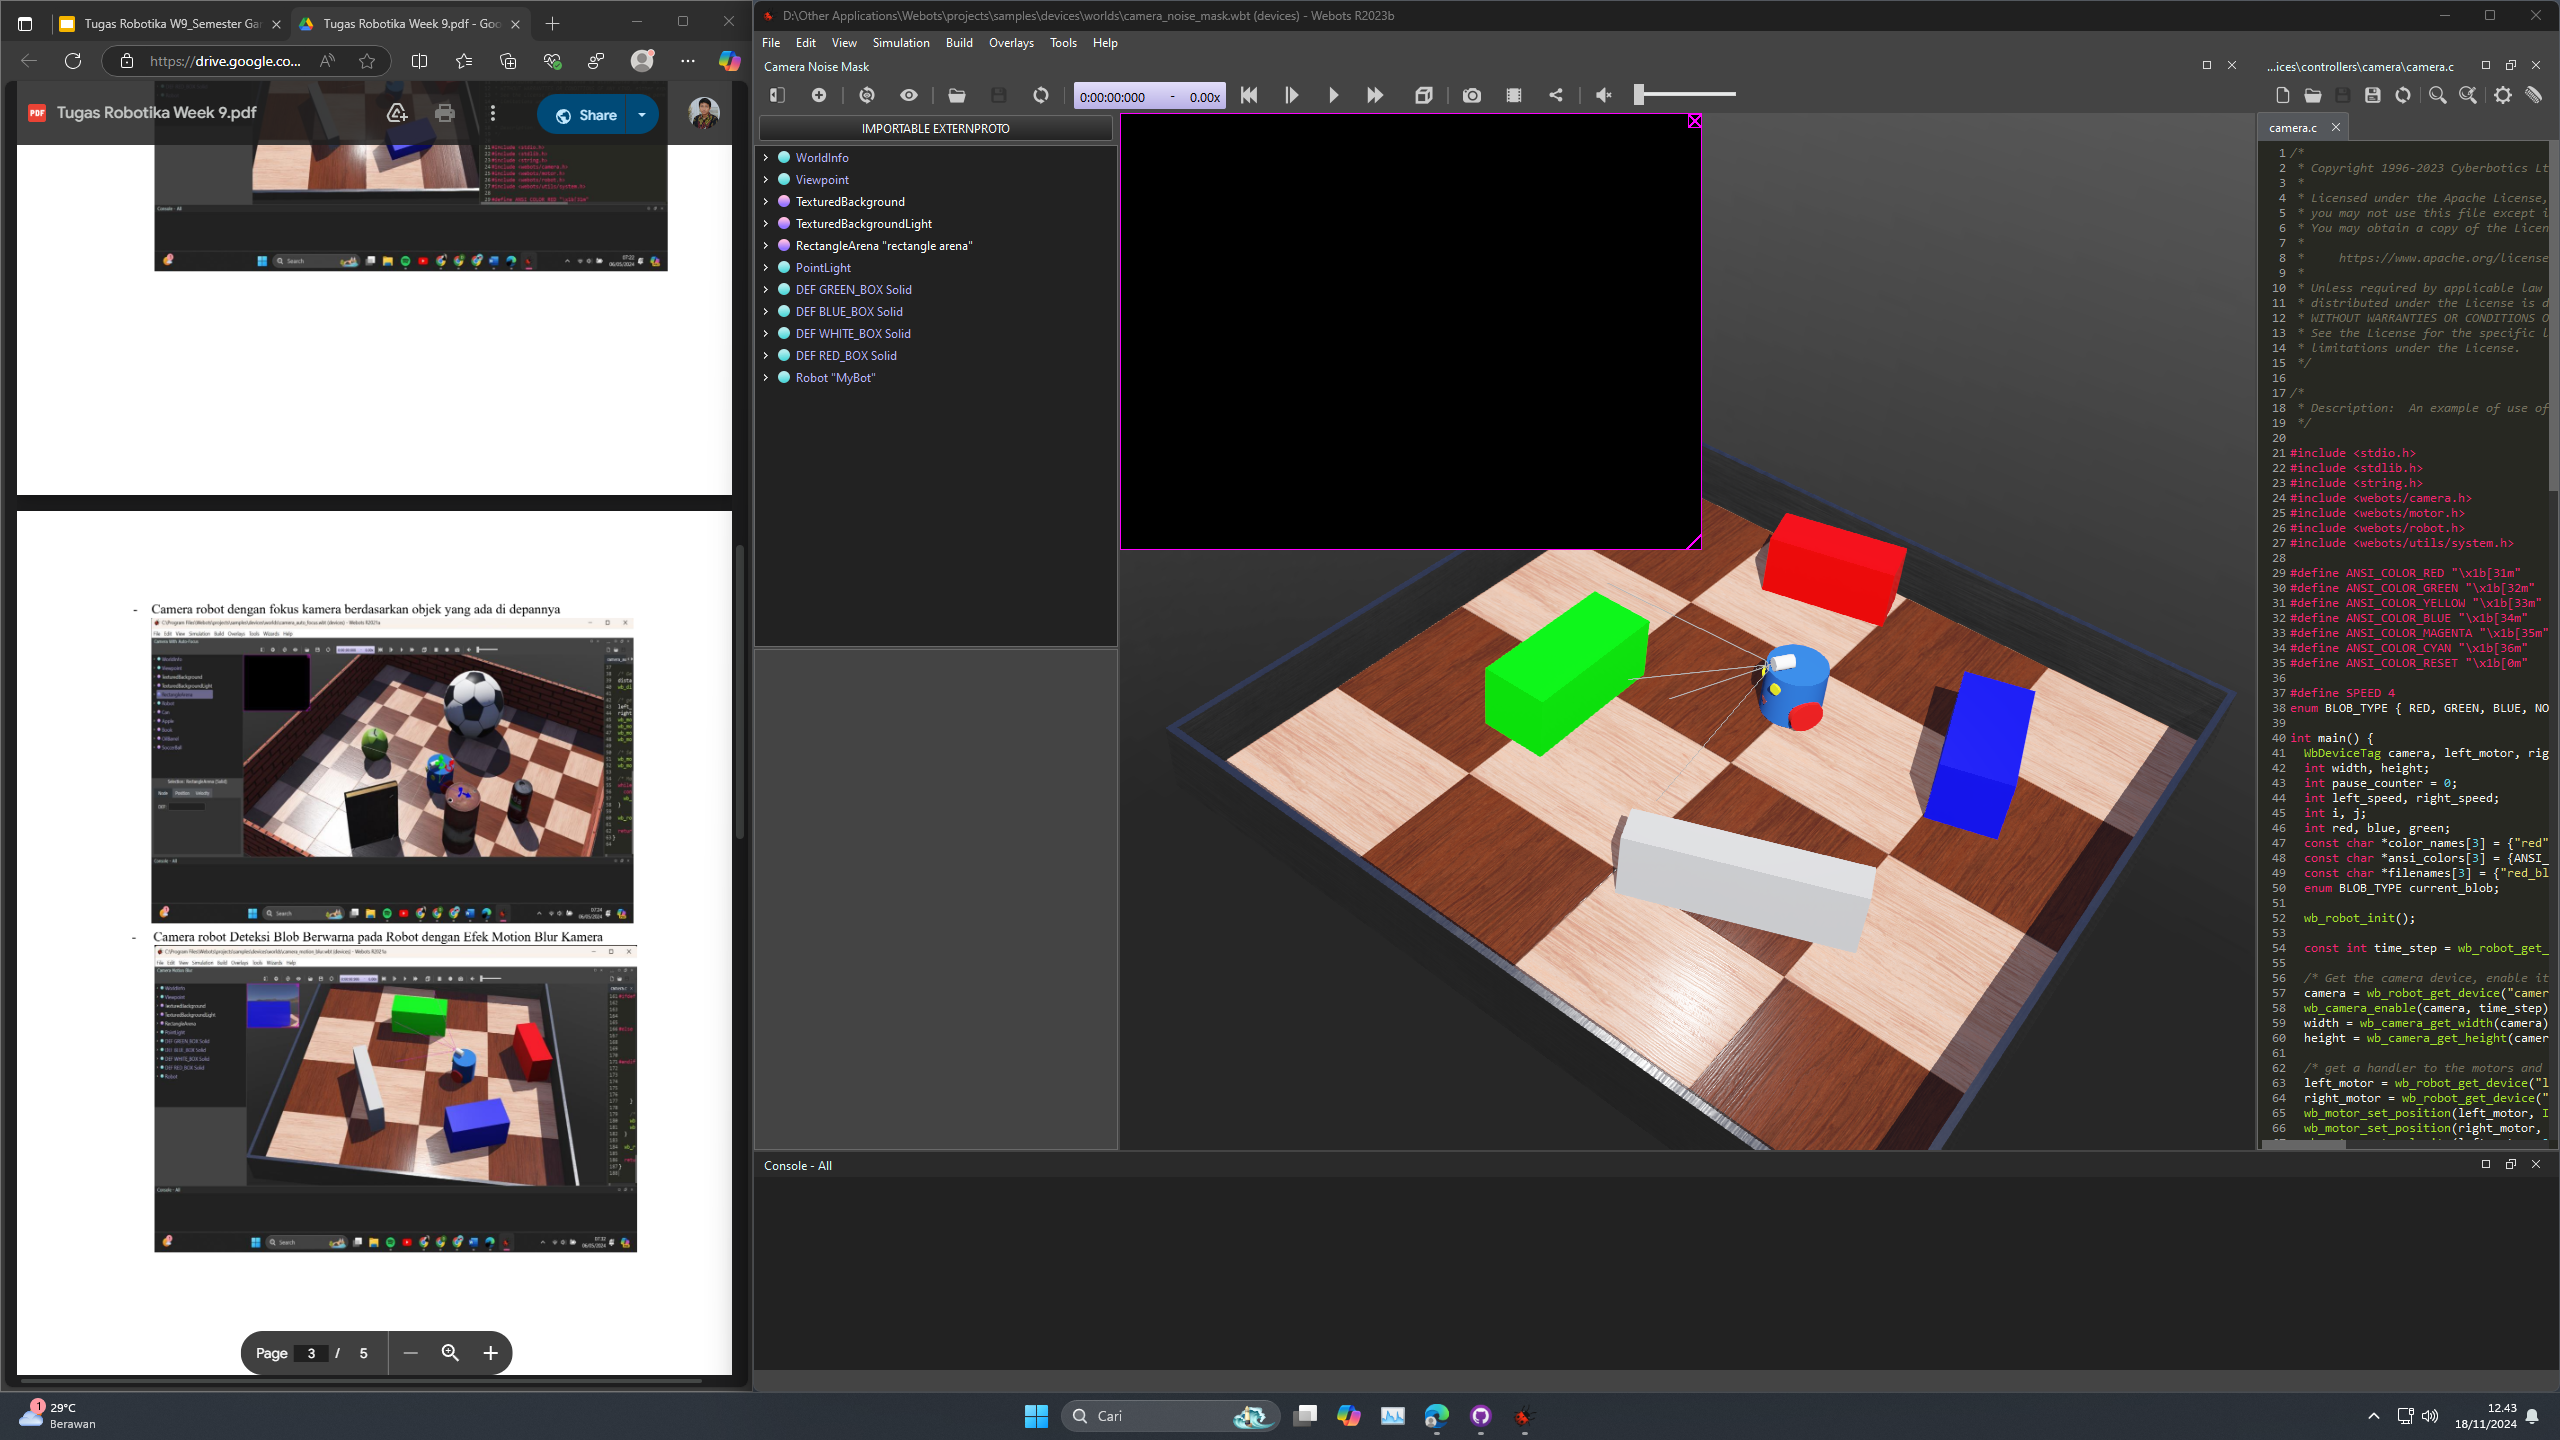 Tugas Robotika W9_Semester Gar
Tugas Robotika Week 9.pdf - Goo
https://drive.google.co...
Tugas Robotika Week 9.pdf
Share
- Camera robot dengan fokus kamera berdasarkan objek yang ada di depannya
- Camera robot Deteksi Blob Berwarna pada Robot dengan Efek Motion Blur Kamera
Page 3 / 5
D:\Other Applications\Webots\projects\samples\devices\worlds\camera_noise_mask.wbt (devices) - Webots R2023b
File Edit View Simulation Build Overlays Tools Help
Camera Noise Mask
0:00:00:000 - 0.00x
IMPORTABLE EXTERNPROTO
WorldInfo
Viewpoint
TexturedBackground
TexturedBackgroundLight
RectangleArena "rectangle arena"
PointLight
DEF GREEN_BOX Solid
DEF BLUE_BOX Solid
DEF WHITE_BOX Solid
DEF RED_BOX Solid
Robot "MyBot"
...ices\controllers\camera\camera.c
camera.c
1 /*
2 * Copyright 1996-2023 Cyberbotics Lt
3 *
4 * Licensed under the Apache License,
5 * you may not use this file except i
6 * You may obtain a copy of the Licen
7 *
8 * https://www.apache.org/license
9 *
10 * Unless required by applicable law
11 * distributed under the License is d
12 * WITHOUT WARRANTIES OR CONDITIONS O
13 * See the License for the specific l
14 * limitations under the License.
15 */
16
17 /*
18 * Description: An example of use of
19 */
20
21 #include <stdio.h>
22 #include <stdlib.h>
23 #include <string.h>
24 #include <webots/camera.h>
25 #include <webots/motor.h>
26 #include <webots/robot.h>
27 #include <webots/utils/system.h>
28
29 #define ANSI_COLOR_RED "\x1b[31m"
30 #define ANSI_COLOR_GREEN "\x1b[32m"
31 #define ANSI_COLOR_YELLOW "\x1b[33m"
32 #define ANSI_COLOR_BLUE "\x1b[34m"
33 #define ANSI_COLOR_MAGENTA "\x1b[35m"
34 #define ANSI_COLOR_CYAN "\x1b[36m"
35 #define ANSI_COLOR_RESET "\x1b[0m"
36
37 #define SPEED 4
38 enum BLOB_TYPE { RED, GREEN, BLUE, NO
39
40 int main() {
41 WbDeviceTag camera, left_motor, rig
42 int width, height;
43 int pause_counter = 0;
44 int left_speed, right_speed;
45 int i, j;
46 int red, blue, green;
47 const char *color_names[3] = {"red"
48 const char *ansi_colors[3] = {ANSI_
49 const char *filenames[3] = {"red_bl
50 enum BLOB_TYPE current_blob;
51
52 wb_robot_init();
53
54 const int time_step = wb_robot_get_
55
56 /* Get the camera device, enable it
57 camera = wb_robot_get_device("camer
58 wb_camera_enable(camera, time_step)
59 width = wb_camera_get_width(camera)
60 height = wb_camera_get_height(camer
61
62 /* get a handler to the motors and
63 left_motor = wb_robot_get_device("l
64 right_motor = wb_robot_get_device("
65 wb_motor_set_position(left_motor, I
66 wb_motor_set_position(right_motor,
Console - All
1
29°C
Berawan
Cari
12.43
18/11/2024